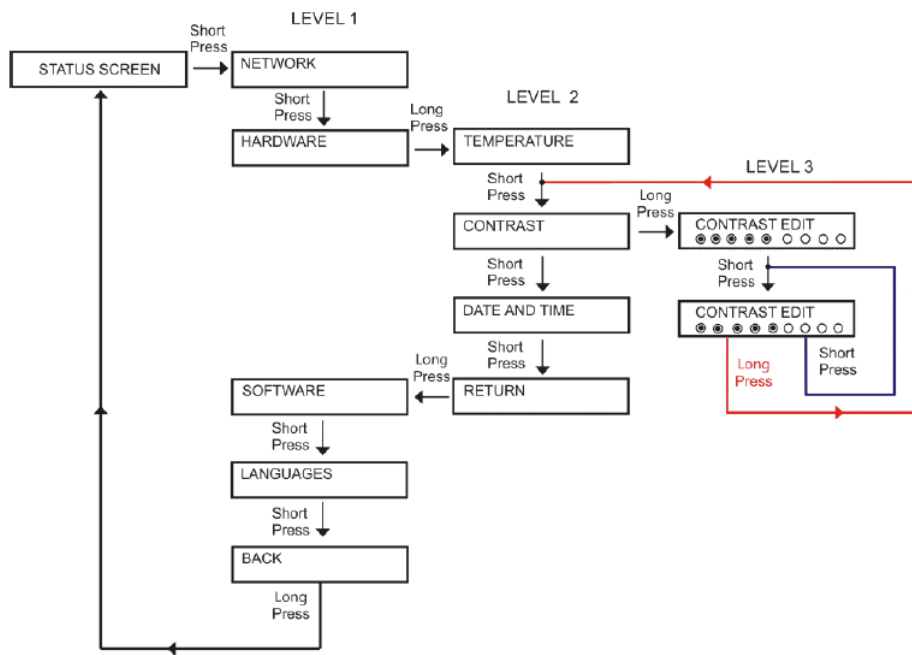 LEVEL 1
Short
Press
STATUS SCREEN
NETWORK
Short
Press
LEVEL 2
Long
Press
HARDWARE
TEMPERATURE
LEVEL 3
Short
Press
Long
Press
CONTRAST
CONTRAST EDIT
Short
Press
Short
Press
DATE AND TIME
CONTRAST EDIT
Short
Press
Long
Press
Long
Press
Short
Press
SOFTWARE
RETURN
Short
Press
LANGUAGES
Short
Press
BACK
Long
Press